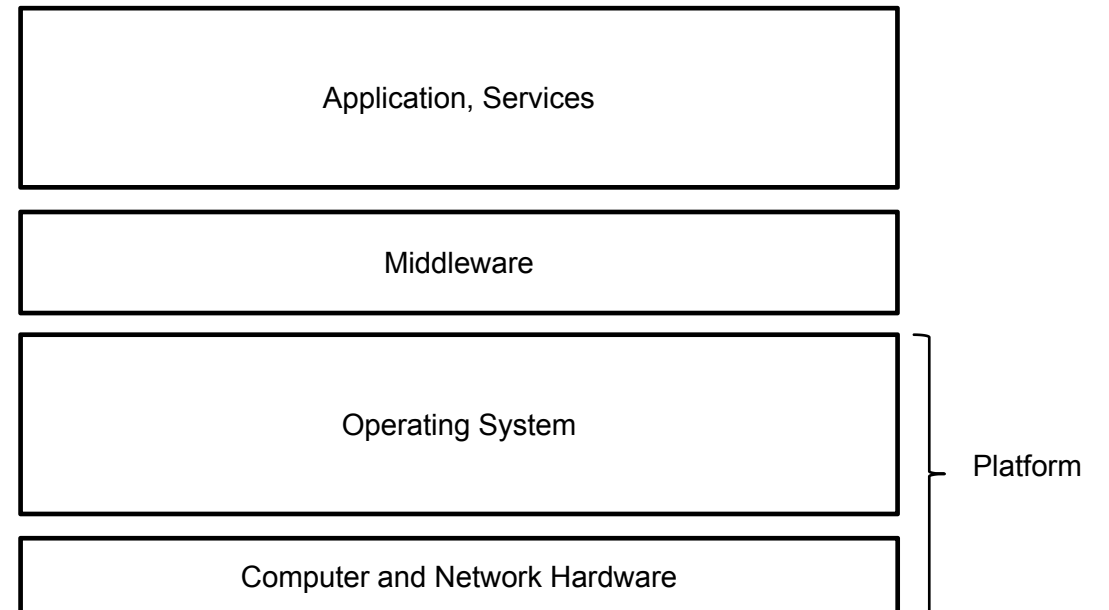 Application, Services
Middleware
Operating System
Platform
Computer and Network Hardware